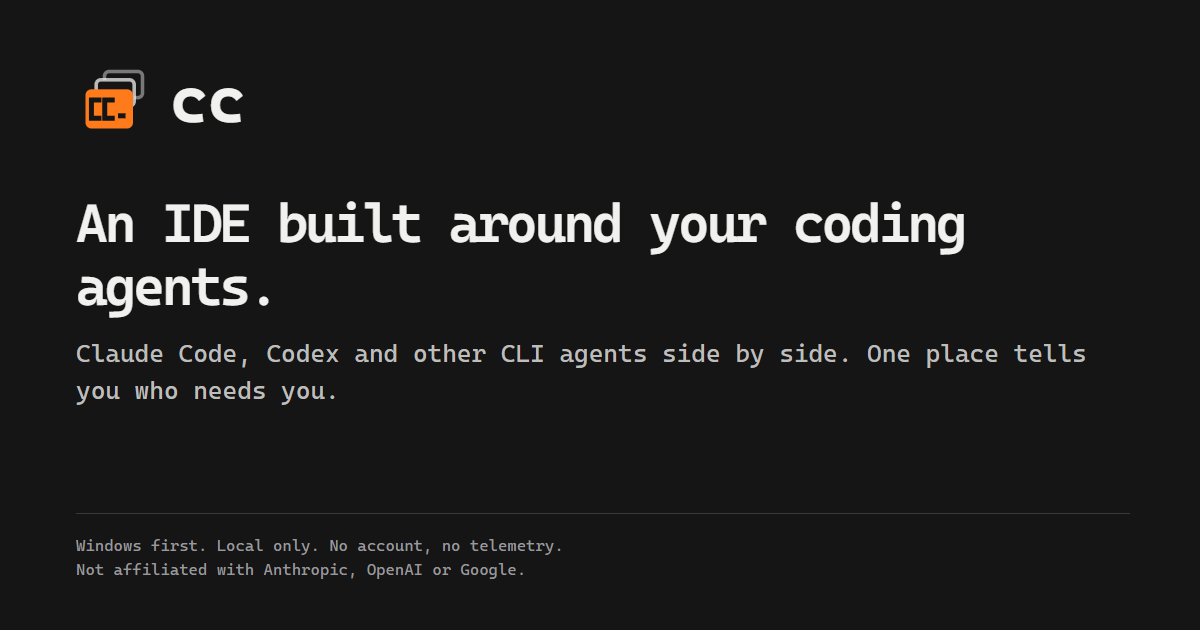 CC.
cc
An IDE built around your coding
agents.
Claude Code, Codex and other CLI agents side by side. One place tells
you who needs you.
Windows first. Local only. No account, no telemetry.
Not affiliated with Anthropic, OpenAI or Google.